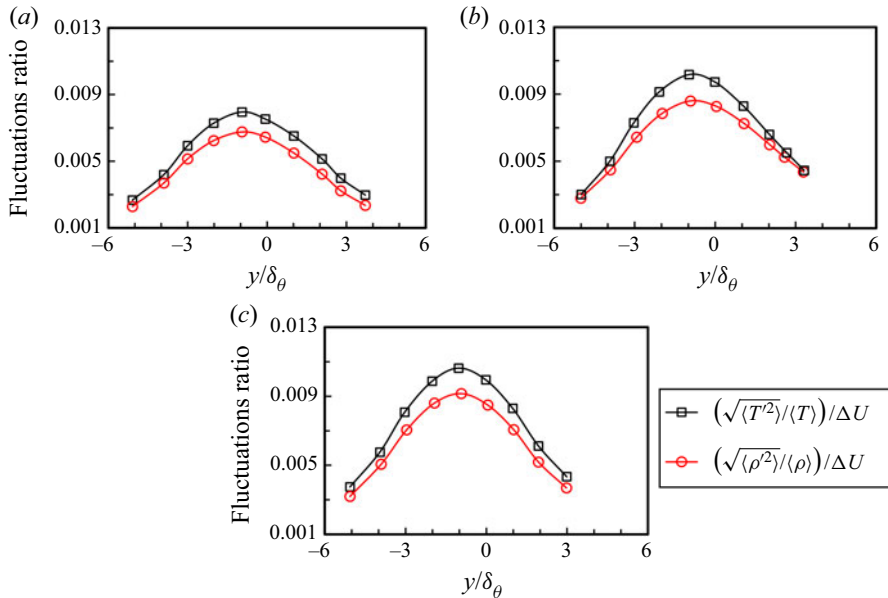 (a)
0.013
0.009
0.005
0.001
Fluctuations ratio
−6 −3 0 3 6
y/δθ
(b)
0.013
0.009
0.005
0.001
−6 −3 0 3 6
y/δθ
(c)
0.013
0.009
0.005
0.001
Fluctuations ratio
−6 −3 0 3 6
y/δθ
(√⟨T′²⟩/⟨T⟩)/ΔU
(√⟨ρ′²⟩/⟨ρ⟩)/ΔU